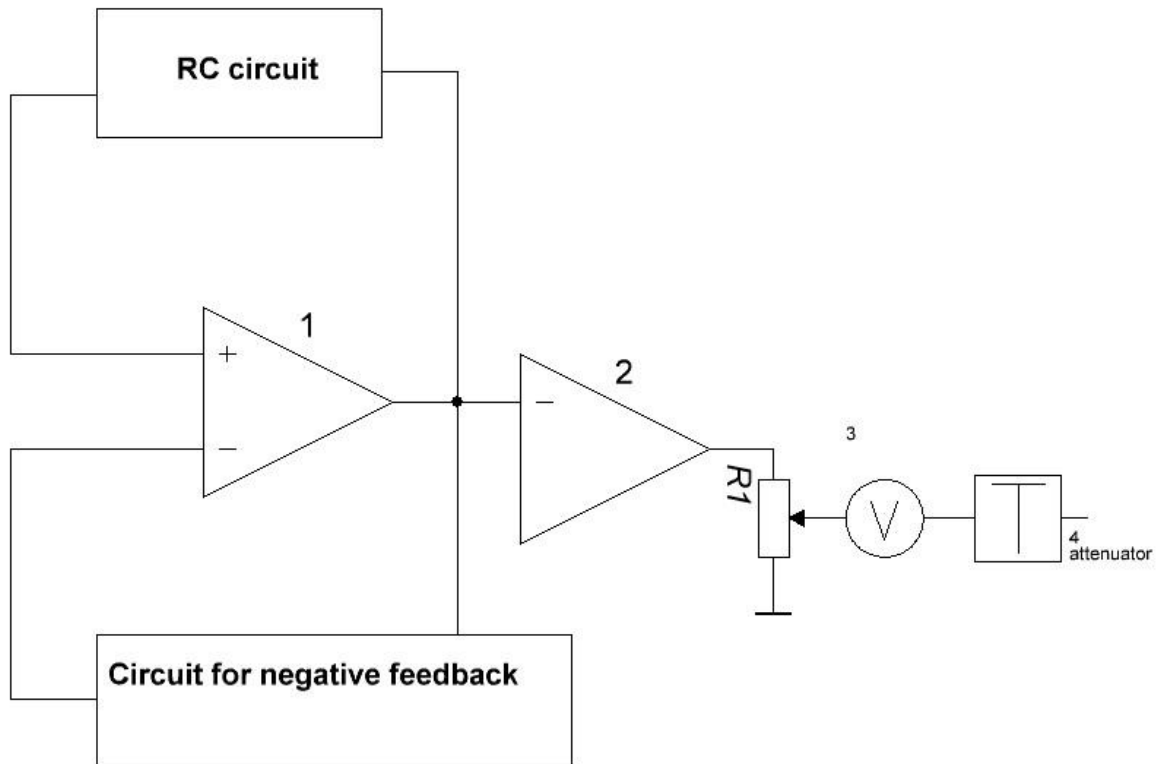 RC circuit
1
+
−
2
−
3
R1
V
T
4
attenuator
Circuit for negative feedback